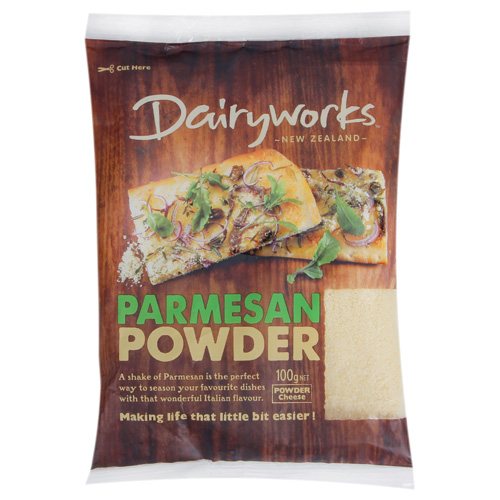 Cut Here
Dairyworks
- NEW ZEALAND -
PARMESAN
POWDER
100g NET
POWDER
Cheese
A shake of Parmesan is the perfect
way to season your favourite dishes
with that wonderful Italian flavour.
Making life that little bit easier!